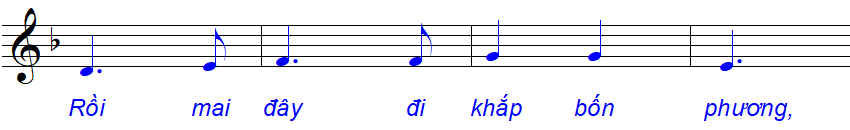 Rồi mai đây đi khắp bốn phương,